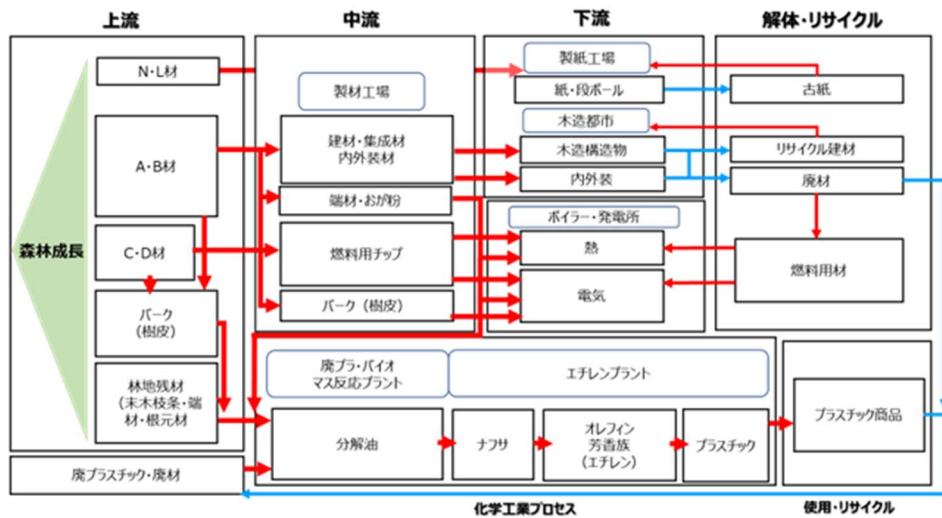 上流
中流
下流
解体・リサイクル
森林成長
N・L材
A・B材
C・D材
バーク
(樹皮)
林地残材
(末木枝条・端
材・根元材
廃プラスチック・廃材
製材工場
建材・集成材
内外装材
端材・おが粉
燃料用チップ
バーク(樹皮)
製紙工場
紙・段ボール
木造都市
木造構造物
内外装
ボイラー・発電所
熱
電気
古紙
リサイクル建材
廃材
燃料用材
廃プラ・バイオ
マス反応プラント
エチレンプラント
分解油
ナフサ
オレフィン
芳香族
(エチレン)
プラスチック
プラスチック商品
化学工業プロセス
使用・リサイクル